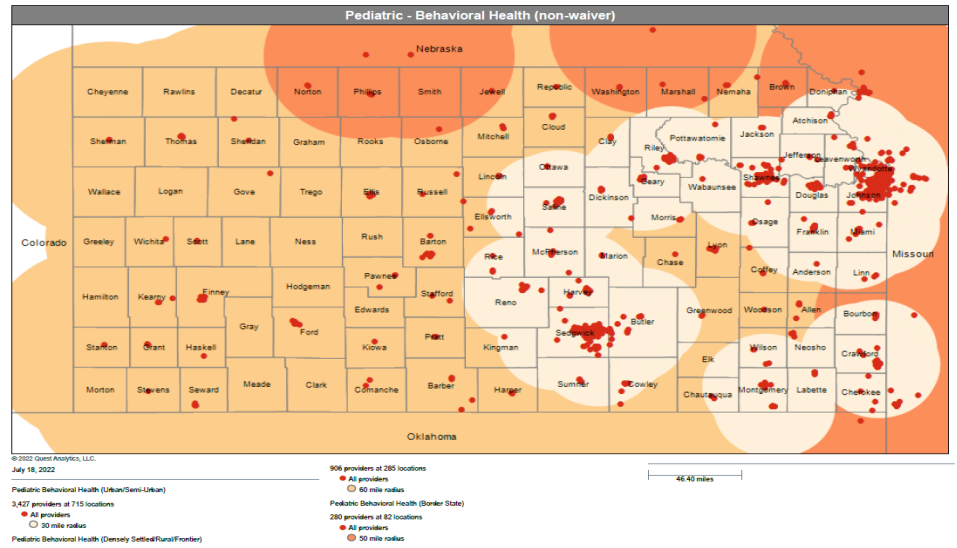 Pediatric - Behavioral Health (non-waiver)
Nebraska
Cheyenne Rawlins Decatur Norton Phillips Smith Jewell Republic Washington Marshall Nemaha Brown Doniphan
Atchison
Sherman Thomas Sheridan Graham Rooks Osborne Mitchell Cloud Clay Riley Pottawatomie Jackson
Jefferson Leavenworth
Wyandotte
Wallace Logan Gove Trego Ellis Russell Lincoln Ottawa Geary Wabaunsee Shawnee Douglas Johnson
Saline Dickinson
Ellsworth Morris Osage
Colorado Greeley Wichita Scott Lane Ness Rush Barton Rice McPherson Marion Chase Lyon Franklin Miami
Missouri
Pawnee Coffey Anderson Linn
Hamilton Kearny Finney Hodgeman Stafford Reno Harvey
Edwards Greenwood Woodson Allen Bourbon
Gray Ford Sedgwick Butler
Stanton Grant Haskell Kiowa Pratt Kingman Elk Wilson Neosho Crawford
Morton Stevens Seward Meade Clark Comanche Barber Harper Sumner Cowley Chautauqua Montgomery Labette Cherokee
Oklahoma
© 2022 Quest Analytics, LLC.
July 18, 2022
Pediatric Behavioral Health (Urban/Semi-Urban)
3,427 providers at 715 locations
All providers
30 mile radius
Pediatric Behavioral Health (Densely Settled/Rural/Frontier)
906 providers at 285 locations
All providers
60 mile radius
Pediatric Behavioral Health (Border State)
280 providers at 82 locations
All providers
50 mile radius
46.40 miles